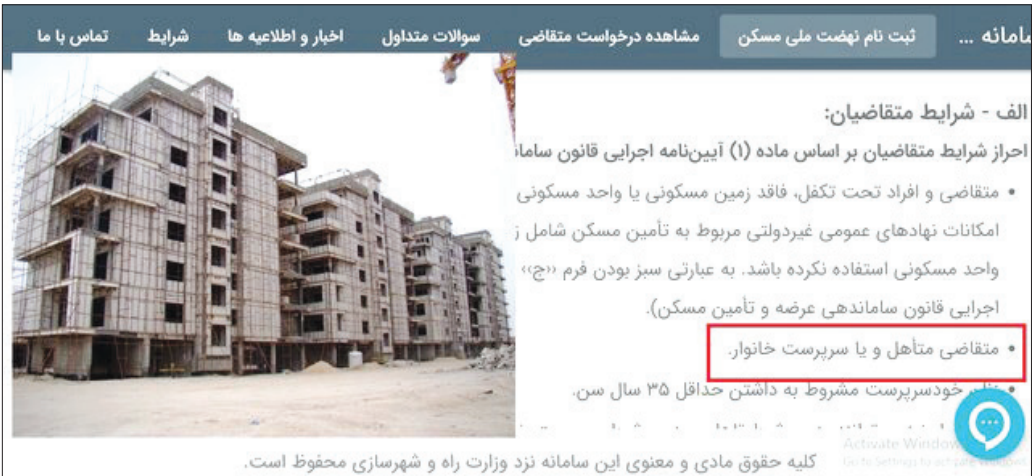 سامانه ...
ثبت نام نهضت ملی مسکن
مشاهده درخواست متقاضی
سوالات متداول
اخبار و اطلاعیه ها
شرایط
تماس با ما
الف - شرایط متقاضیان:
احراز شرایط متقاضیان بر اساس ماده (۱) آیین‌نامه اجرایی قانون
• متقاضی و افراد تحت تکفل، فاقد زمین مسکونی یا واحد مسکونی
امکانات نهادهای عمومی غیردولتی مربوط به تأمین مسکن شامل
واحد مسکونی استفاده نکرده باشد. به عبارتی سبز بودن فرم ‹‹ج››
اجرایی قانون ساماندهی عرضه و تأمین مسکن).
• متقاضی متأهل و یا سرپرست خانوار.
خودسرپرست مشروط به داشتن حداقل ۳۵ سال سن.
Activate Window
کلیه حقوق مادی و معنوی این سامانه نزد وزارت راه و شهرسازی محفوظ است.